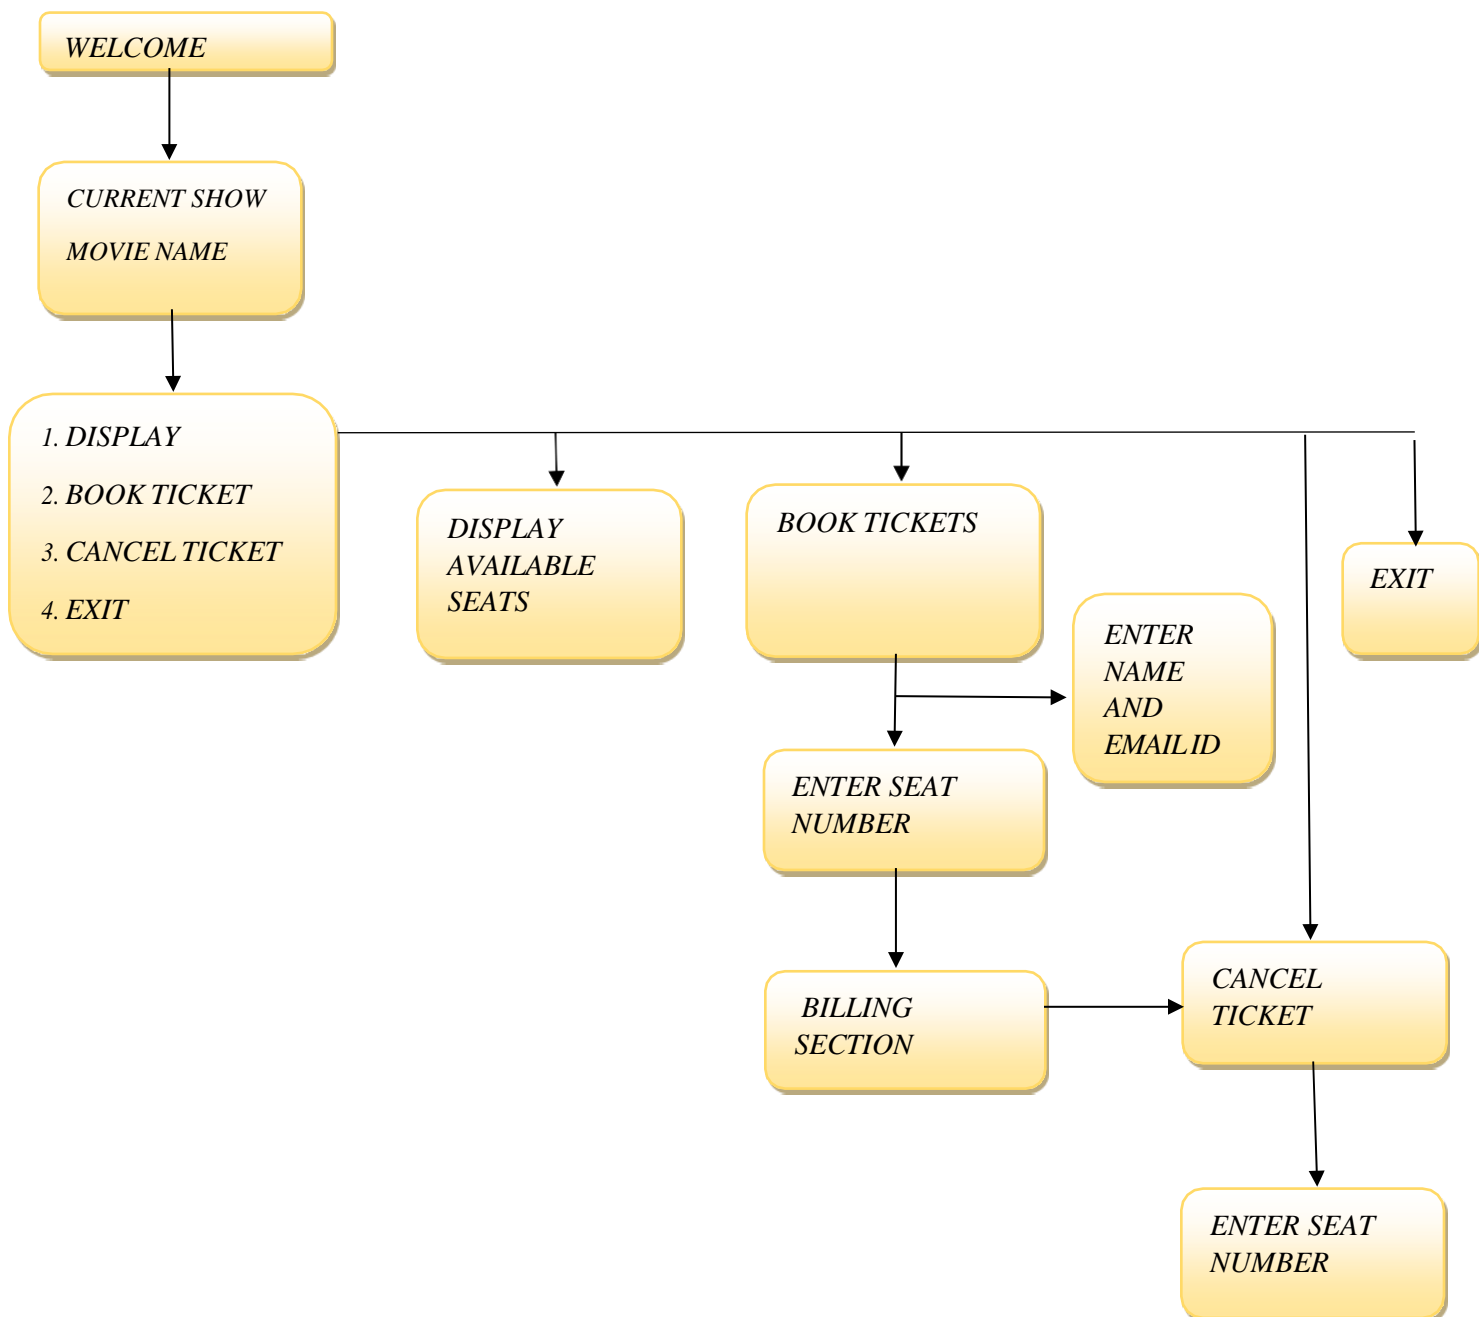 WELCOME
CURRENT SHOW
MOVIE NAME
1. DISPLAY
2. BOOK TICKET
3. CANCEL TICKET
4. EXIT
DISPLAY
AVAILABLE
SEATS
BOOK TICKETS
ENTER
NAME
AND
EMAIL ID
EXIT
ENTER SEAT
NUMBER
BILLING
SECTION
CANCEL
TICKET
ENTER SEAT
NUMBER